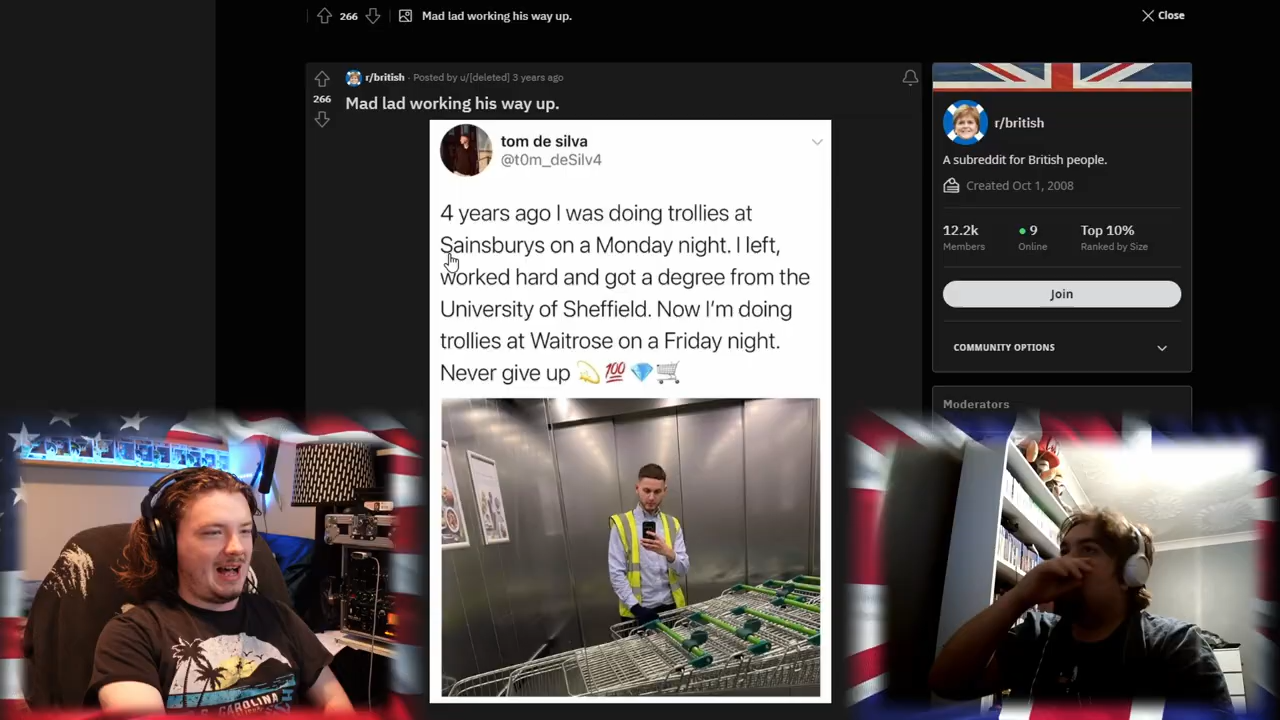 266
Mad lad working his way up.
Close
r/british · Posted by u/[deleted] 3 years ago
266
Mad lad working his way up.
tom de silva
@t0m_deSilv4
4 years ago I was doing trollies at
Sainsburys on a Monday night. I left,
worked hard and got a degree from the
University of Sheffield. Now I'm doing
trollies at Waitrose on a Friday night.
Never give up 💫💯💎🛒
r/british
A subreddit for British people.
Created Oct 1, 2008
12.2k
Members
9
Online
Top 10%
Ranked by Size
Join
COMMUNITY OPTIONS
Moderators
CAROLINA